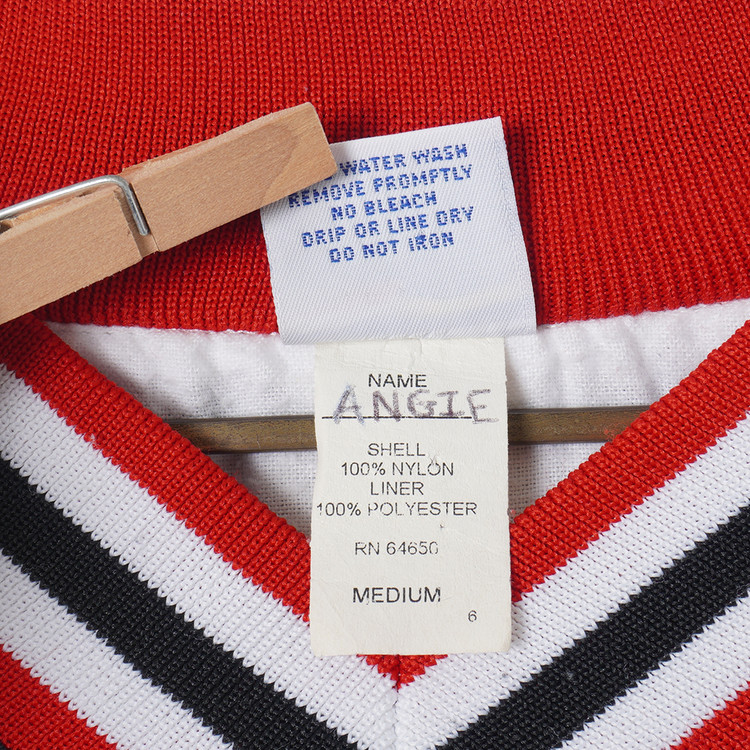 WATER WASH
REMOVE PROMPTLY
NO BLEACH
DRIP OR LINE DRY
DO NOT IRON
NAME
ANGIE
SHELL
100% NYLON
LINER
100% POLYESTER
RN 64650
MEDIUM
6